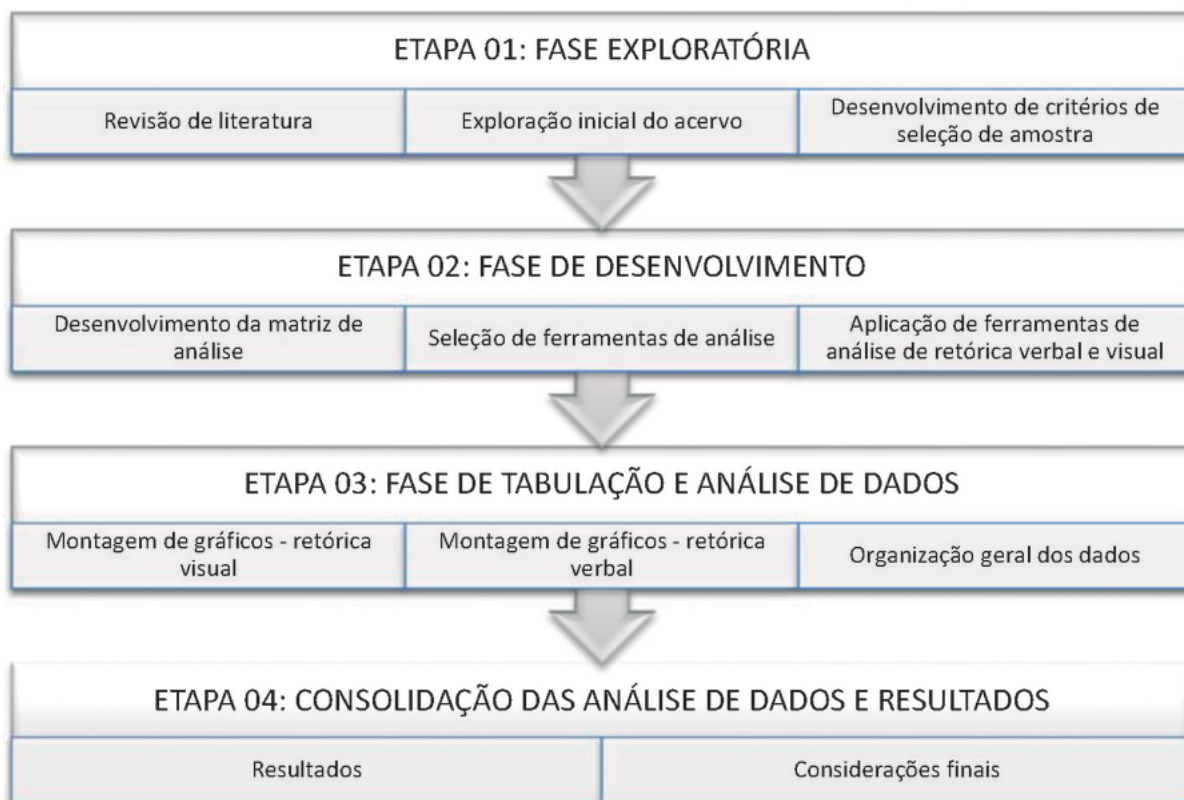 ETAPA 01: FASE EXPLORATÓRIA
Revisão de literatura
Exploração inicial do acervo
Desenvolvimento de critérios de
seleção de amostra
ETAPA 02: FASE DE DESENVOLVIMENTO
Desenvolvimento da matriz de
análise
Seleção de ferramentas de análise
Aplicação de ferramentas de
análise de retórica verbal e visual
ETAPA 03: FASE DE TABULAÇÃO E ANÁLISE DE DADOS
Montagem de gráficos - retórica
visual
Montagem de gráficos - retórica
verbal
Organização geral dos dados
ETAPA 04: CONSOLIDAÇÃO DAS ANÁLISE DE DADOS E RESULTADOS
Resultados
Considerações finais